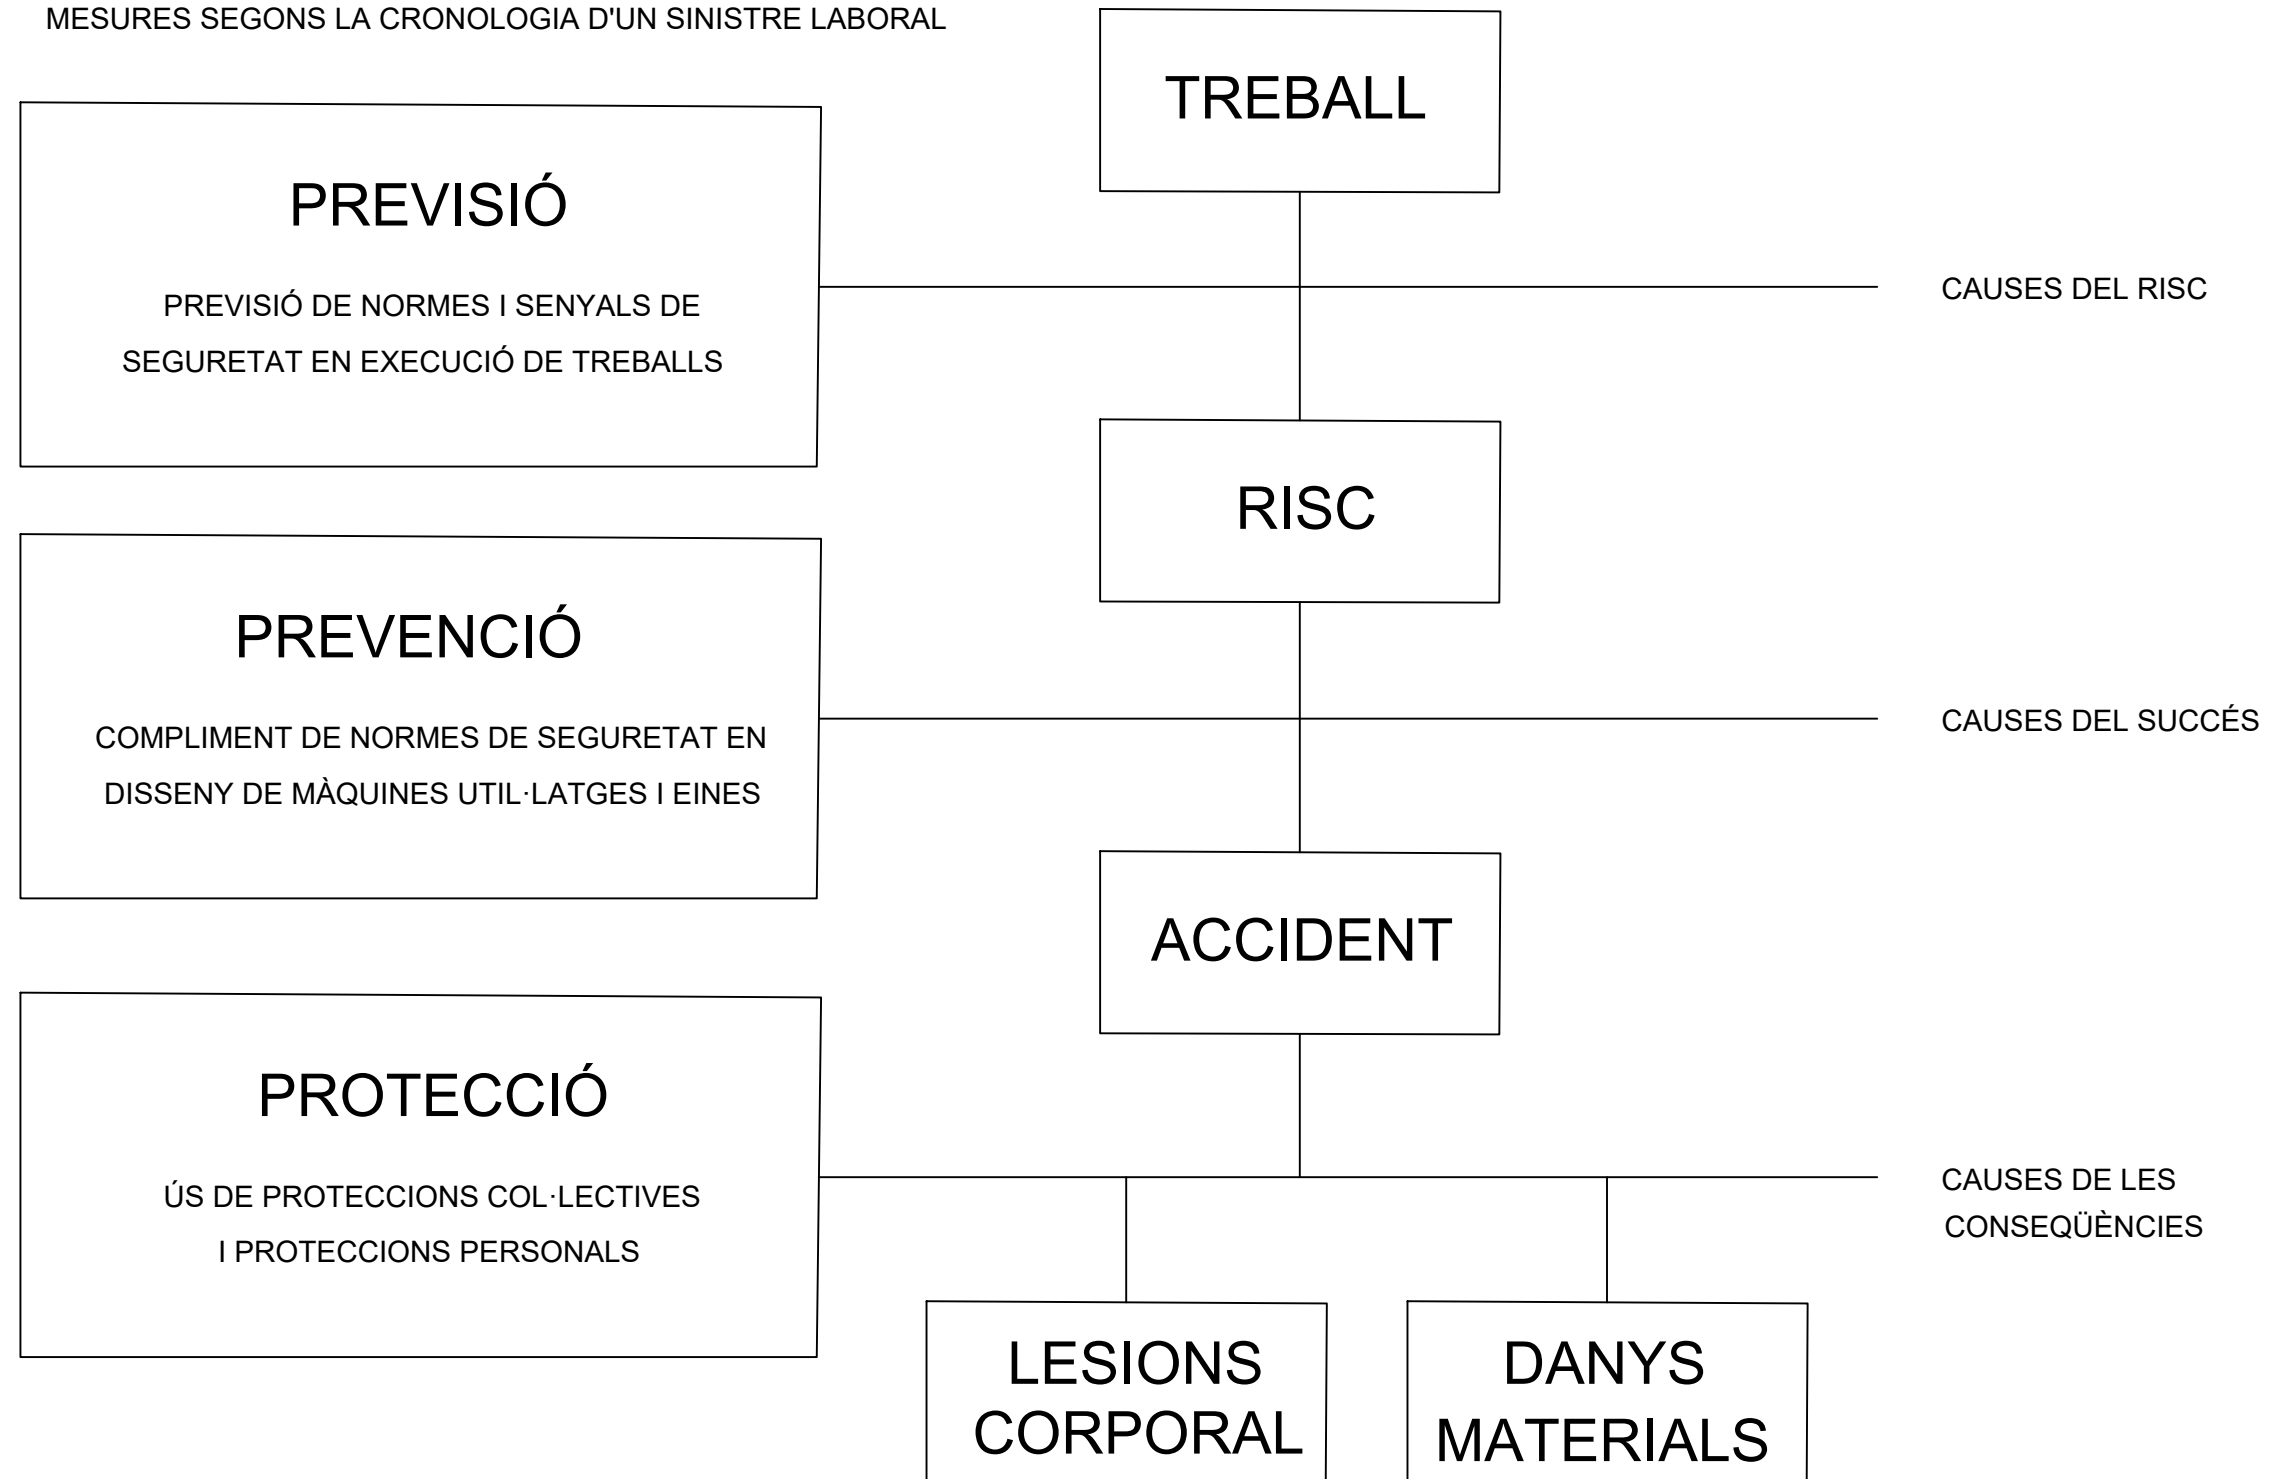 MESURES SEGONS LA CRONOLOGIA D'UN SINISTRE LABORAL
TREBALL
PREVISIÓ
PREVISIÓ DE NORMES I SENYALS DE
SEGURETAT EN EXECUCIÓ DE TREBALLS
CAUSES DEL RISC
RISC
PREVENCIÓ
COMPLIMENT DE NORMES DE SEGURETAT EN
DISSENY DE MÀQUINES UTIL·LATGES I EINES
CAUSES DEL SUCCÉS
ACCIDENT
PROTECCIÓ
ÚS DE PROTECCIONS COL·LECTIVES
I PROTECCIONS PERSONALS
CAUSES DE LES
CONSEQÜÈNCIES
LESIONS
CORPORAL
DANYS
MATERIALS